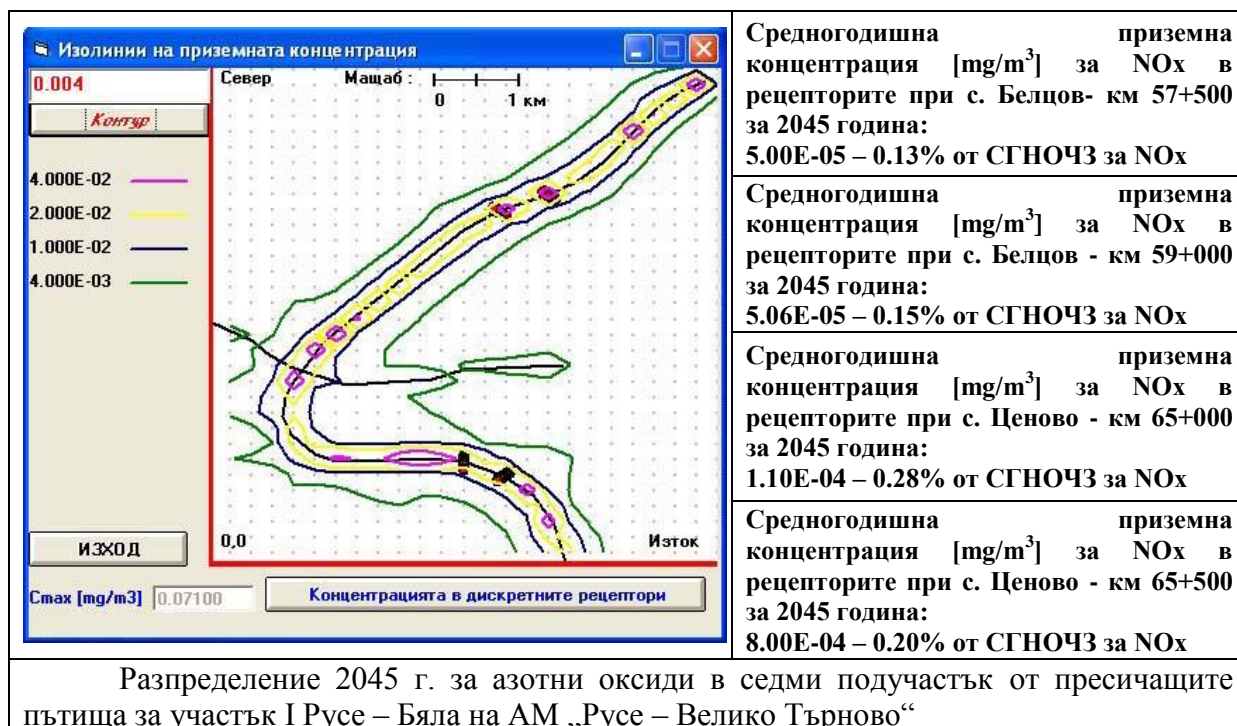 Изолинии на приземната концентрация
0.004
Контур
4.000E-02
2.000E-02
1.000E-02
4.000E-03
ИЗХОД
Север
Мащаб :
0 1 км
0,0
Изток
Cmax [mg/m3] 0.07100
Концентрацията в дискретните рецептори
Средногодишна приземна
концентрация [mg/m³] за NOx в
рецепторите при с. Белцов- км 57+500
за 2045 година:
5.00E-05 – 0.13% от СГНОЧЗ за NOx
Средногодишна приземна
концентрация [mg/m³] за NOx в
рецепторите при с. Белцов - км 59+000
за 2045 година:
5.06E-05 – 0.15% от СГНОЧЗ за NOx
Средногодишна приземна
концентрация [mg/m³] за NOx в
рецепторите при с. Ценово - км 65+000
за 2045 година:
1.10E-04 – 0.28% от СГНОЧЗ за NOx
Средногодишна приземна
концентрация [mg/m³] за NOx в
рецепторите при с. Ценово - км 65+500
за 2045 година:
8.00E-04 – 0.20% от СГНОЧЗ за NOx
Разпределение 2045 г. за азотни оксиди в седми подучастък от пресичащите
пътища за участък I Русе – Бяла на АМ „Русе – Велико Търново“